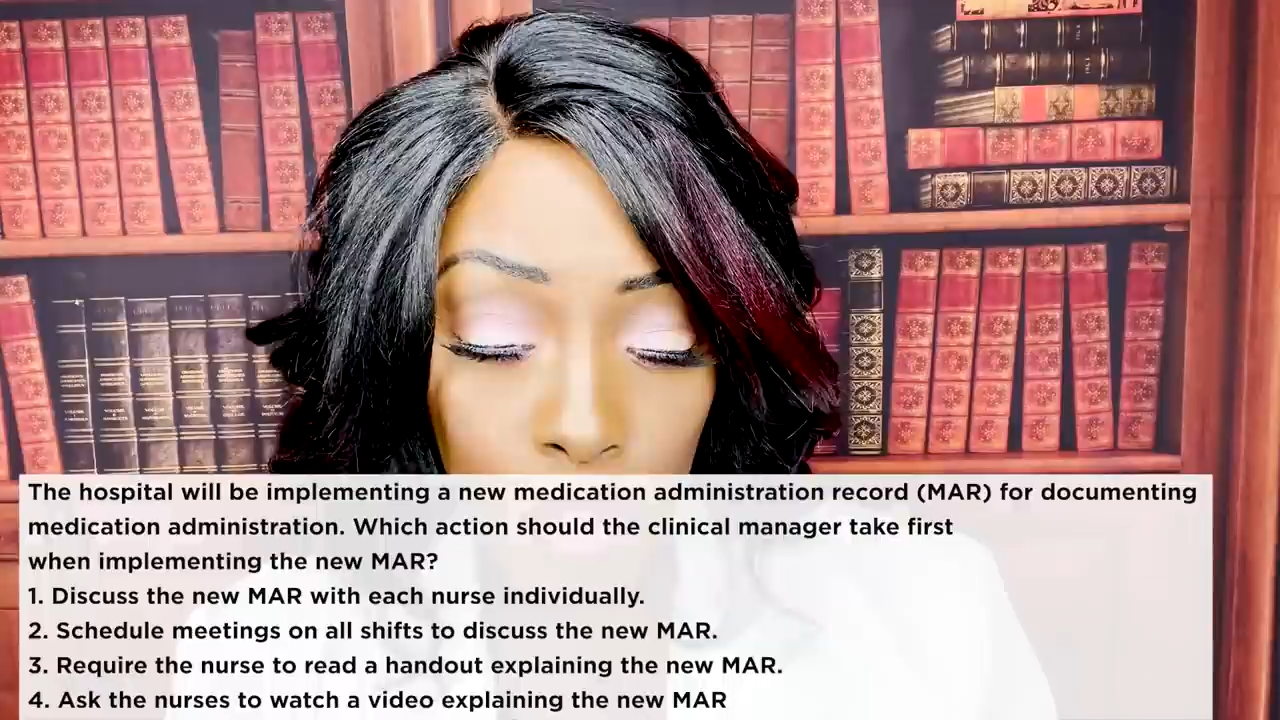 The hospital will be implementing a new medication administration record (MAR) for documenting
medication administration. Which action should the clinical manager take first
when implementing the new MAR?
1. Discuss the new MAR with each nurse individually.
2. Schedule meetings on all shifts to discuss the new MAR.
3. Require the nurse to read a handout explaining the new MAR.
4. Ask the nurses to watch a video explaining the new MAR